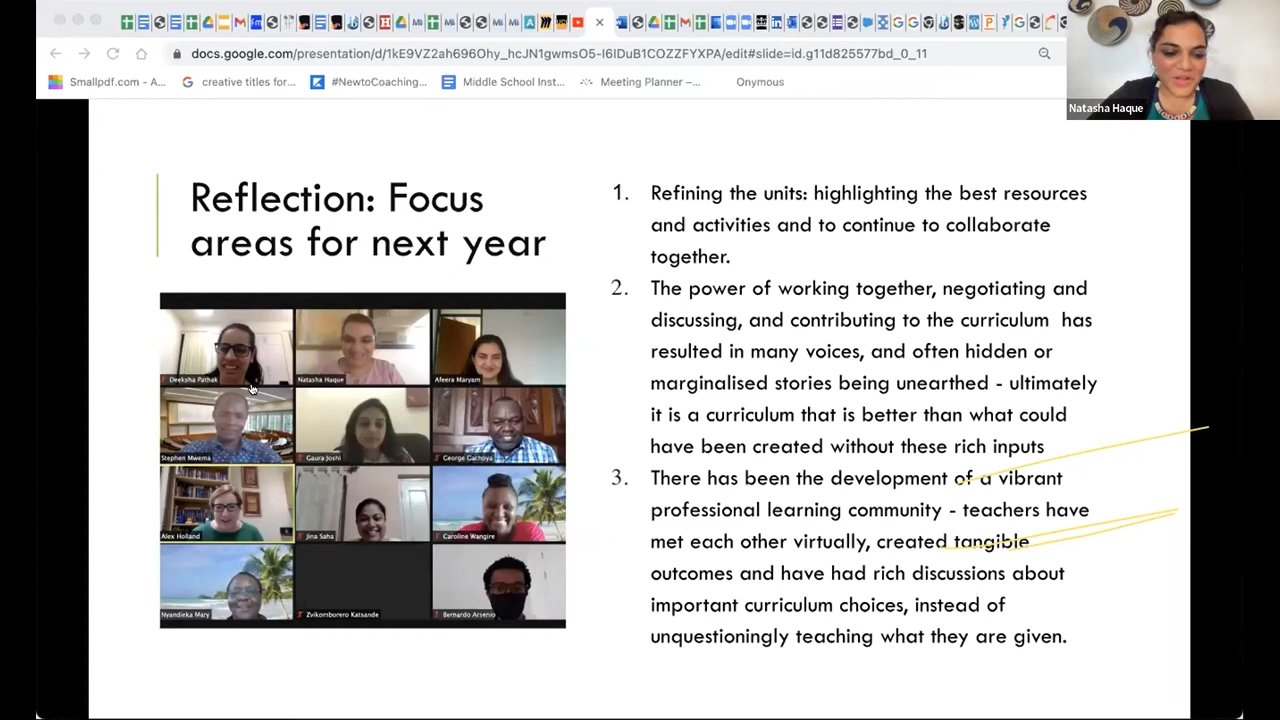 docs.google.com/presentation/d/1kE9VZ2ah696Ohy_hcJN1gwmsO5-I6IDuB1COZZFYXPA/edit#slide=id.g11d825577bd_0_11
Smallpdf.com - A...
creative titles for...
#NewtoCoaching...
Middle School Inst...
Meeting Planner –...
Onymous
Natasha Haque
Reflection: Focus
areas for next year
Deeksha Pathak
Natasha Haque
Afeera Maryam
Stephen Mwema
Gaura Joshi
George Gachoya
Alex Holland
Jina Saha
Caroline Wangire
Nyandieka Mary
Zvikomborero Katsande
Bernardo Arsenio
1. Refining the units: highlighting the best resources
and activities and to continue to collaborate
together.
2. The power of working together, negotiating and
discussing, and contributing to the curriculum has
resulted in many voices, and often hidden or
marginalised stories being unearthed - ultimately
it is a curriculum that is better than what could
have been created without these rich inputs
3. There has been the development of a vibrant
professional learning community - teachers have
met each other virtually, created tangible
outcomes and have had rich discussions about
important curriculum choices, instead of
unquestioningly teaching what they are given.